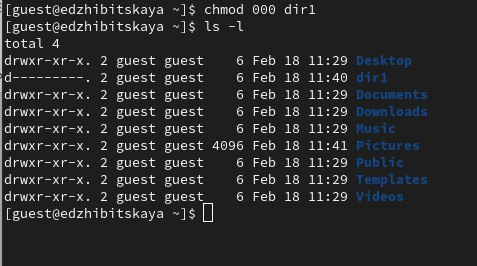 [guest@edzhibitskaya ~]$ chmod 000 dir1
[guest@edzhibitskaya ~]$ ls -l
total 4
drwxr-xr-x. 2 guest guest    6 Feb 18 11:29 Desktop
d---------. 2 guest guest    6 Feb 18 11:40 dir1
drwxr-xr-x. 2 guest guest    6 Feb 18 11:29 Documents
drwxr-xr-x. 2 guest guest    6 Feb 18 11:29 Downloads
drwxr-xr-x. 2 guest guest    6 Feb 18 11:29 Music
drwxr-xr-x. 2 guest guest 4096 Feb 18 11:41 Pictures
drwxr-xr-x. 2 guest guest    6 Feb 18 11:29 Public
drwxr-xr-x. 2 guest guest    6 Feb 18 11:29 Templates
drwxr-xr-x. 2 guest guest    6 Feb 18 11:29 Videos
[guest@edzhibitskaya ~]$